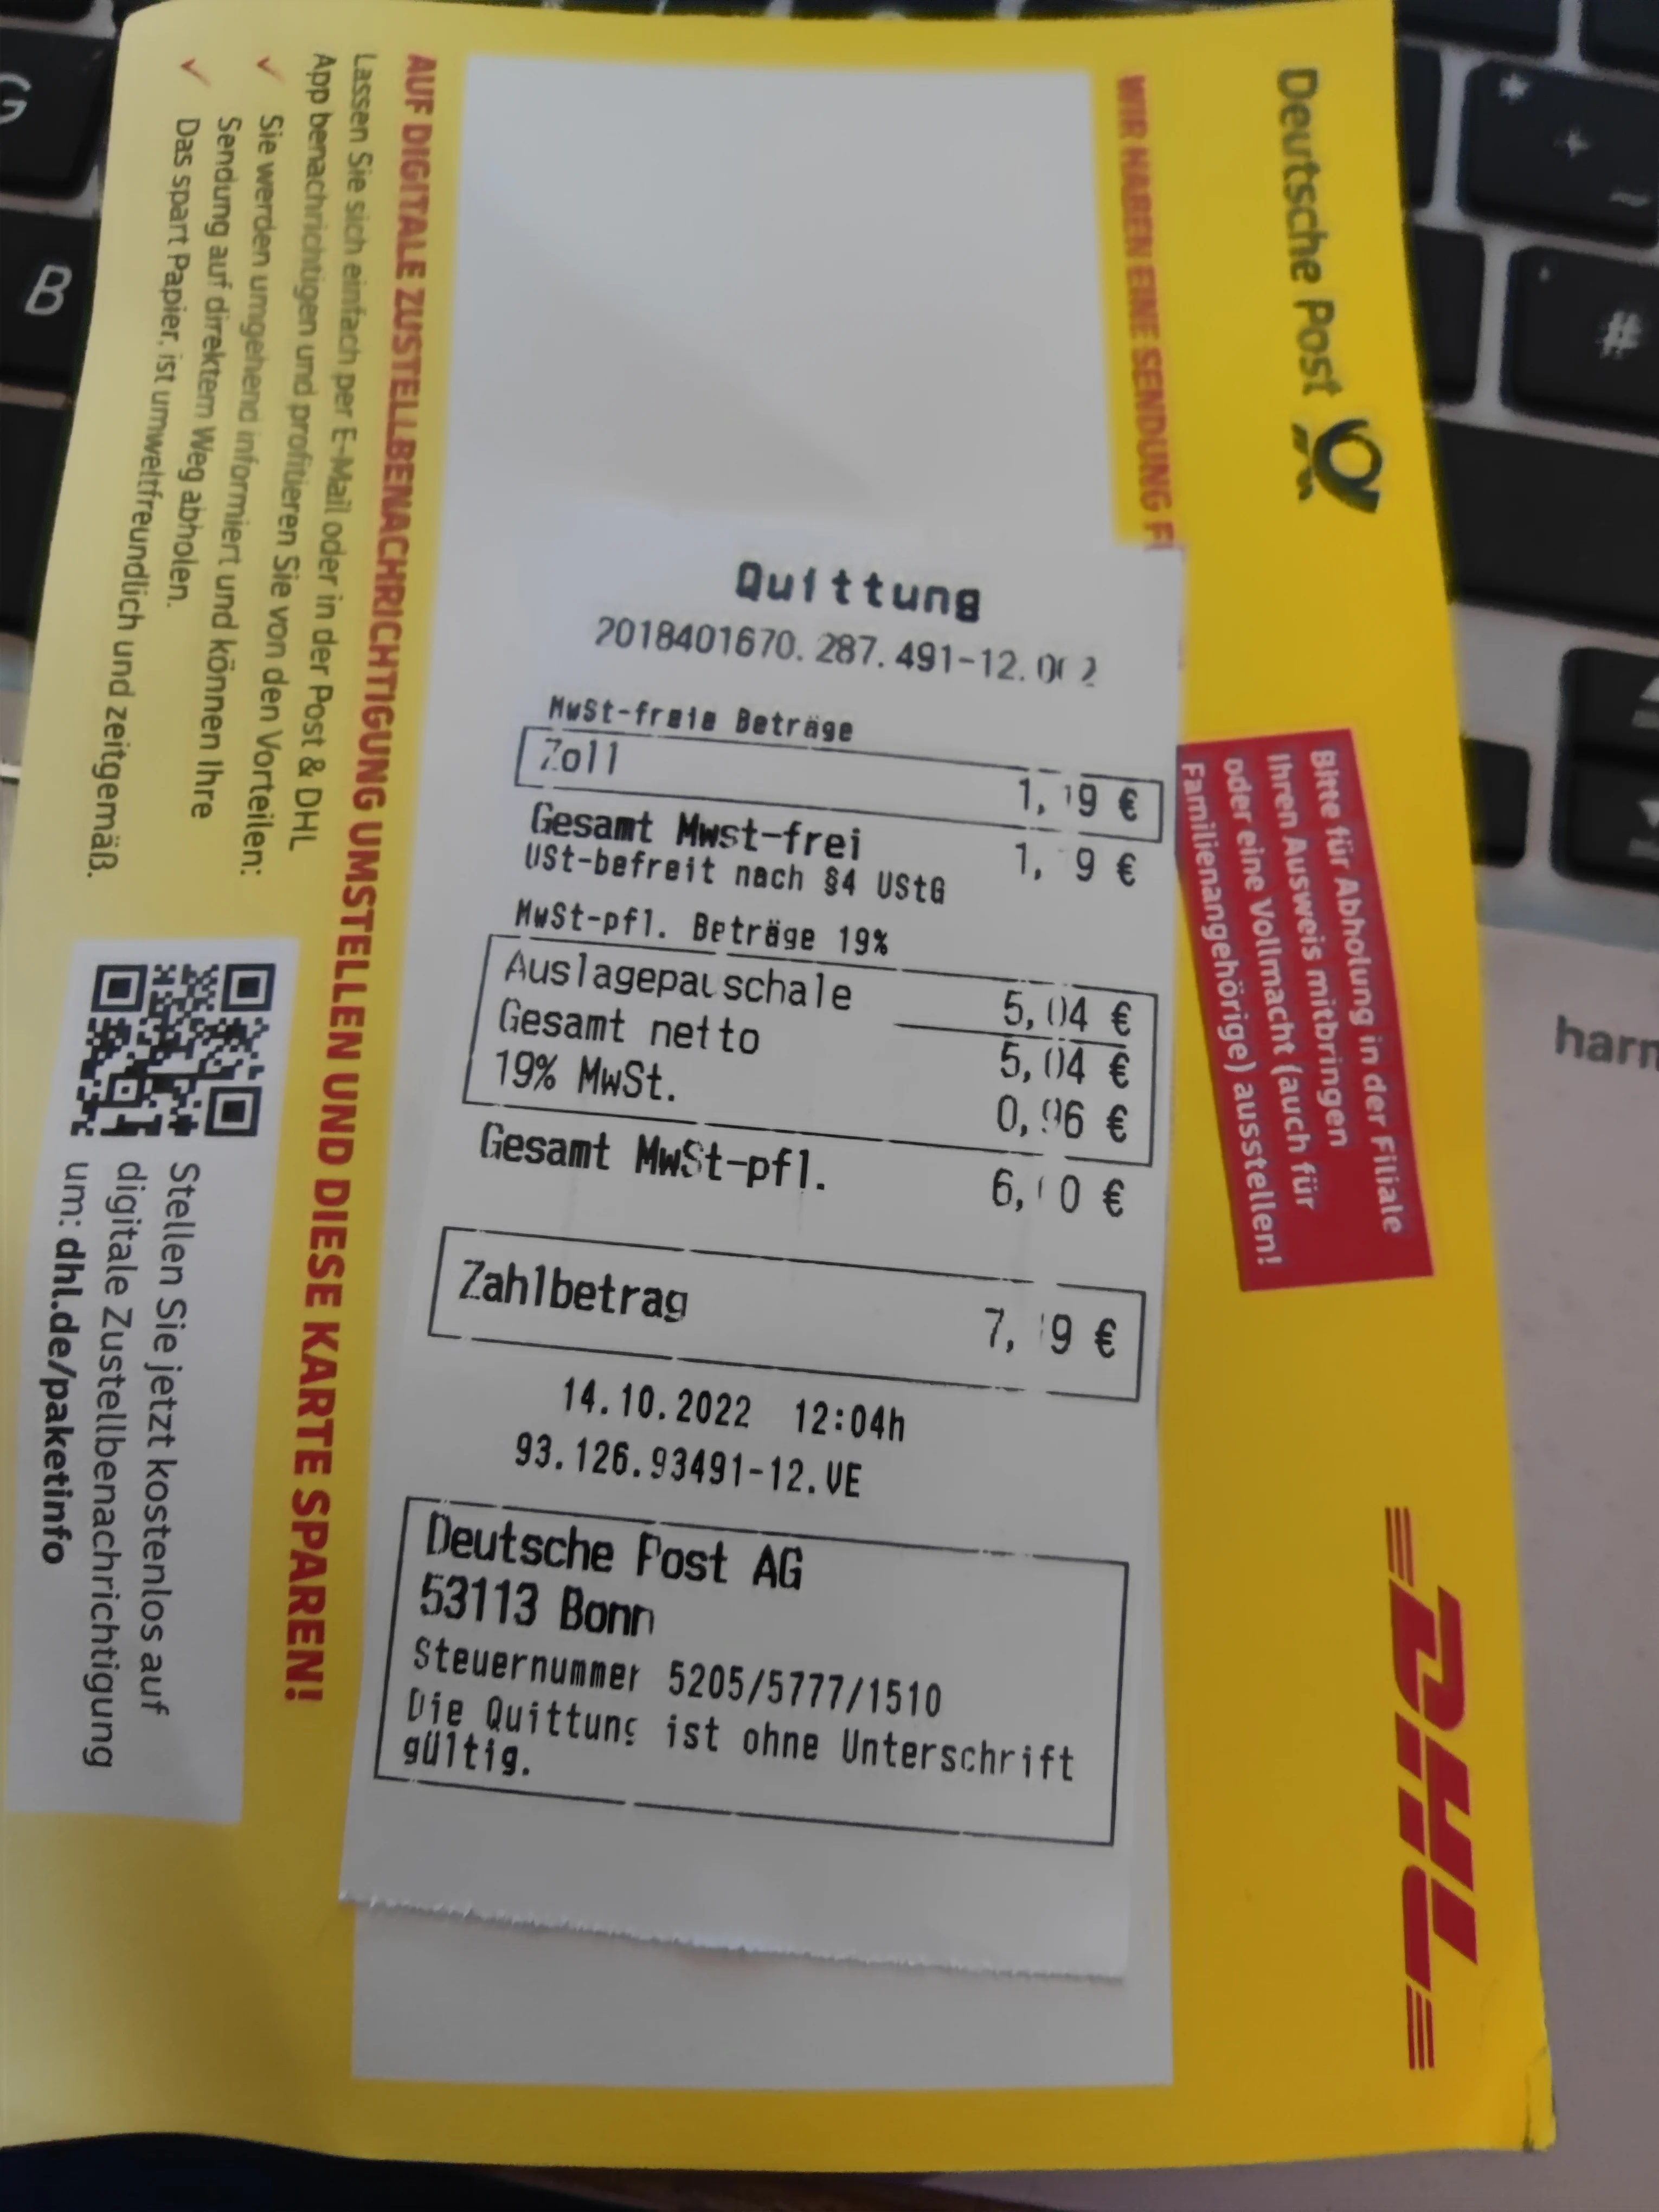 Deutsche Post
DHL
WIR HABEN EINE SENDUNG
Bitte für Abholung in der Filiale
Ihren Ausweis mitbringen
oder eine Vollmacht (auch für
Familienangehörige) ausstellen!
Quittung
2018401670.287.491-12.002
MwSt-freie Beträge
Zoll 1,19 €
Gesamt Mwst-frei 1,19 €
USt-befreit nach §4 UStG
MwSt-pfl. Beträge 19%
Auslagepauschale 5,04 €
Gesamt netto 5,04 €
19% MwSt. 0,96 €
Gesamt MwSt-pfl. 6,00 €
Zahlbetrag 7,19 €
14.10.2022 12:04h
93.126.93491-12.VE
Deutsche Post AG
53113 Bonn
Steuernummer 5205/5777/1510
Die Quittung ist ohne Unterschrift
gültig.
AUF DIGITALE ZUSTELLBENACHRICHTIGUNG UMSTELLEN UND DIESE KARTE SPAREN!
Lassen Sie sich einfach per E-Mail oder in der Post & DHL
App benachrichtigen und profitieren Sie von den Vorteilen:
✓ Sie werden umgehend informiert und können Ihre
Sendung auf direktem Weg abholen.
✓ Das spart Papier, ist umweltfreundlich und zeitgemäß.
Stellen Sie jetzt kostenlos auf
digitale Zustellbenachrichtigung
um: dhl.de/paketinfo
G
B
* + ~
' #
harn